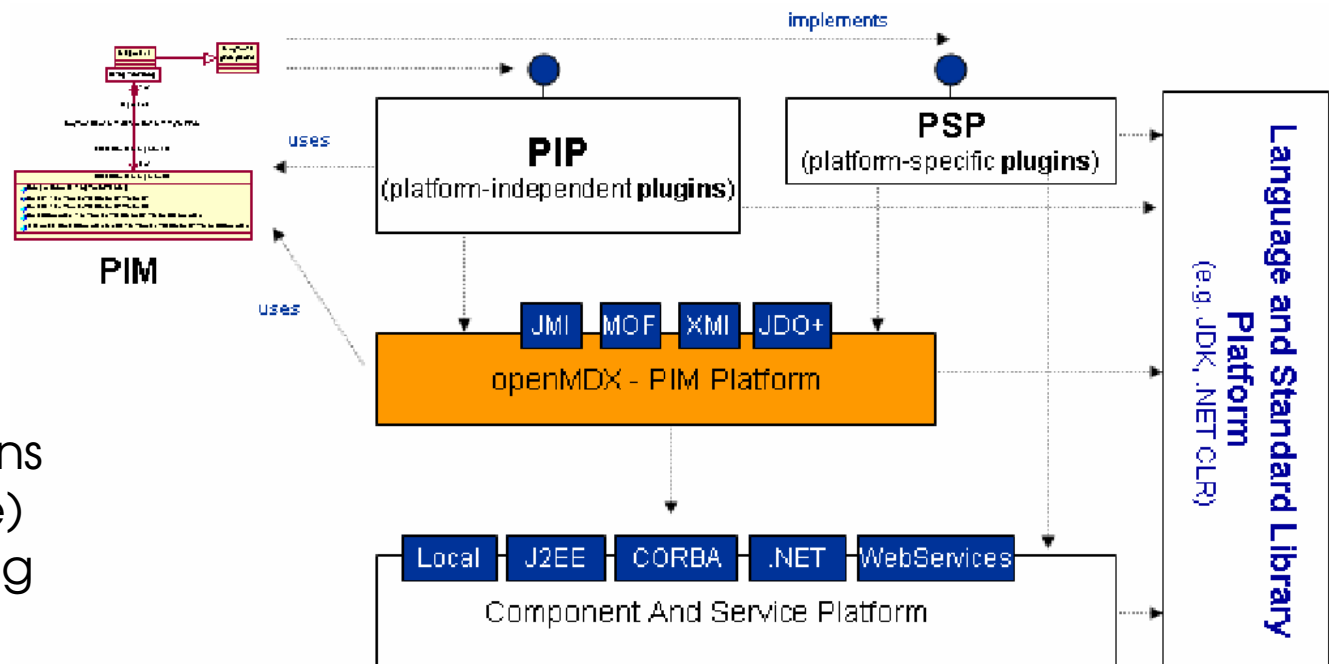 implements
uses
PIP
(platform-independent plugins)
PSP
(platform-specific plugins)
PIM
uses
JMI
MOF
XMI
JDO+
openMDX - PIM Platform
Local
J2EE
CORBA
.NET
WebServices
Component And Service Platform
Language and Standard Library
Platform
(e.g. JDK, .NET CLR)
ns
e)
g